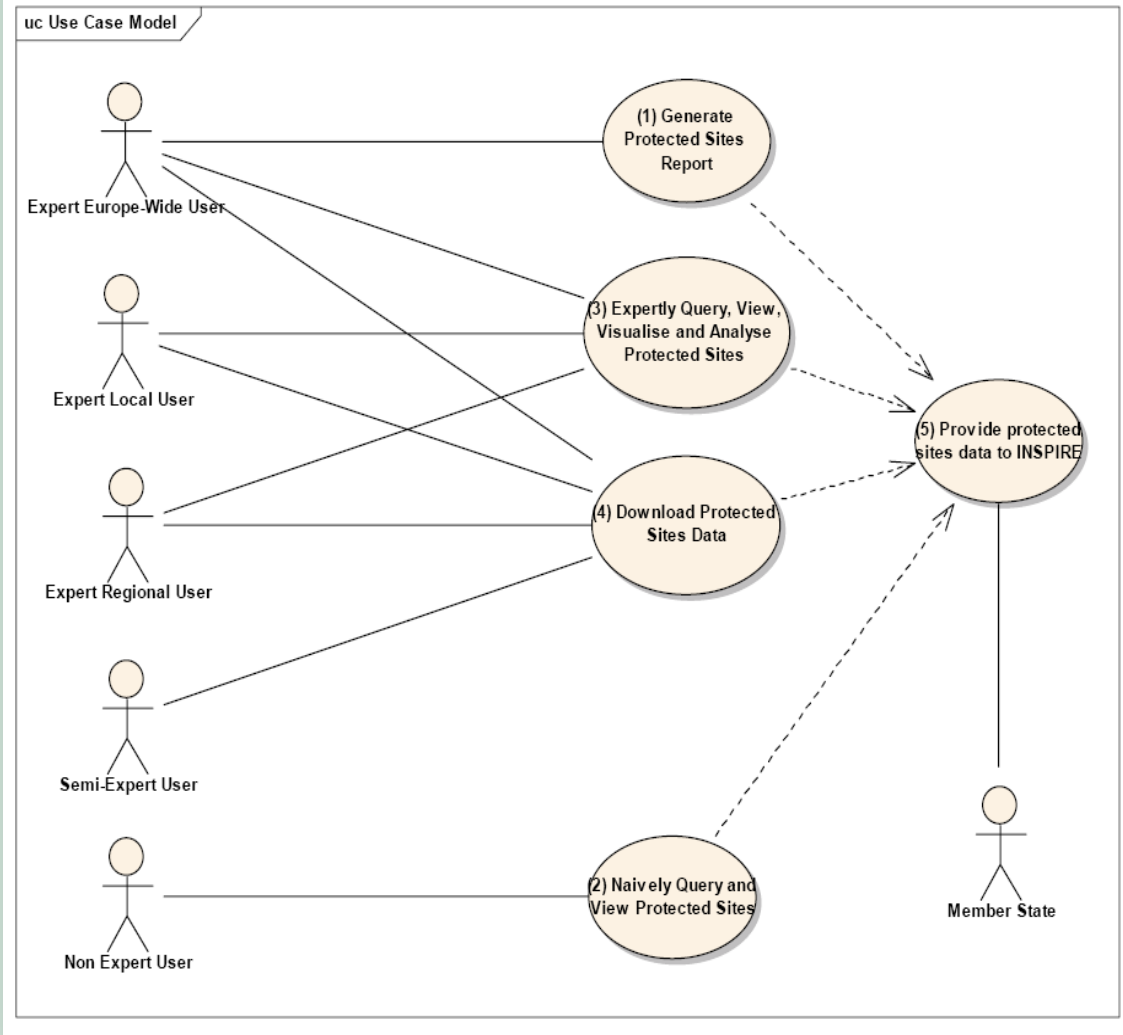 uc Use Case Model
(1) Generate
Protected Sites
Report
Expert Europe-Wide User
(3) Expertly Query, View,
Visualise and Analyse
Protected Sites
Expert Local User
(5) Provide protected
sites data to INSPIRE
(4) Download Protected
Sites Data
Expert Regional User
Semi-Expert User
(2) Naively Query and
View Protected Sites
Member State
Non Expert User